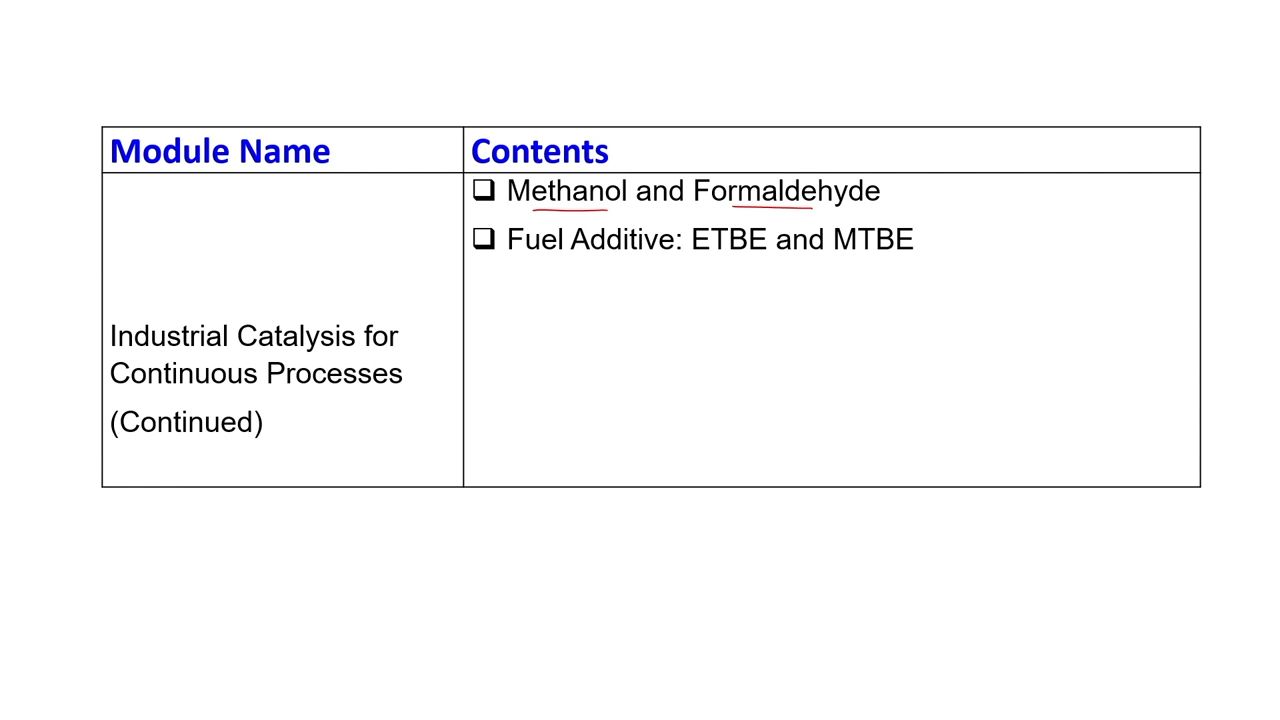 Module Name
Contents
❑ Methanol and Formaldehyde
❑ Fuel Additive: ETBE and MTBE
Industrial Catalysis for
Continuous Processes
(Continued)